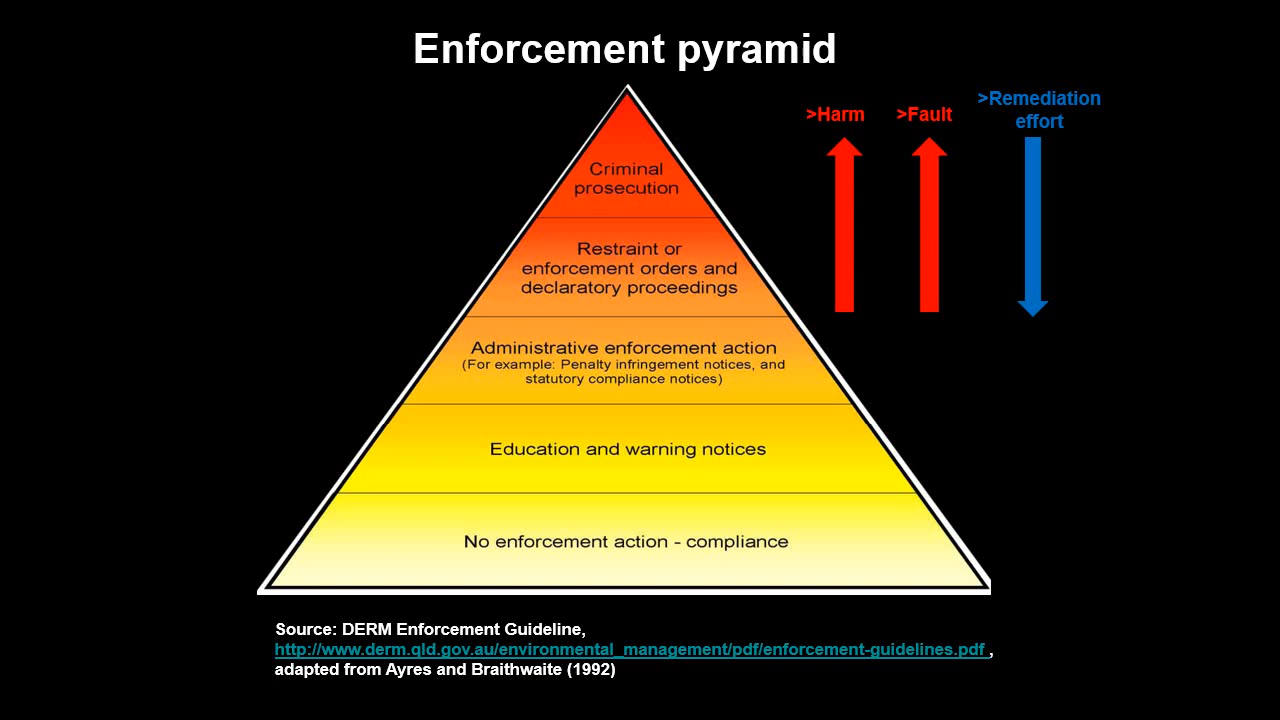 Enforcement pyramid
>Harm
>Fault
>Remediation
effort
Criminal
prosecution
Restraint or
enforcement orders and
declaratory proceedings
Administrative enforcement action
(For example: Penalty infringement notices, and
statutory compliance notices)
Education and warning notices
No enforcement action - compliance
Source: DERM Enforcement Guideline,
http://www.derm.qld.gov.au/environmental_management/pdf/enforcement-guidelines.pdf ,
adapted from Ayres and Braithwaite (1992)